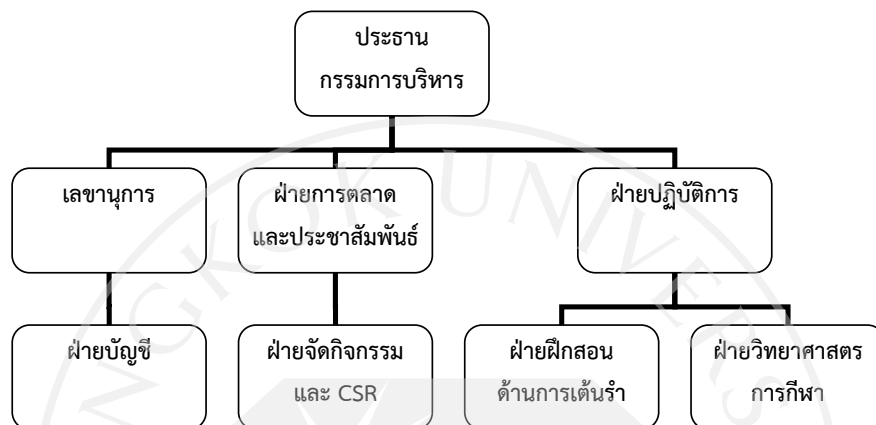 ประธาน
กรรมการบริหาร
เลขานุการ
ฝ่ายการตลาด
และประชาสัมพันธ์
ฝ่ายปฏิบัติการ
ฝ่ายบัญชี
ฝ่ายจัดกิจกรรม
และ CSR
ฝ่ายฝึกสอน
ด้านการเต้นรำ
ฝ่ายวิทยาศาสตร
การกีฬา
NGKOK UNIVERS